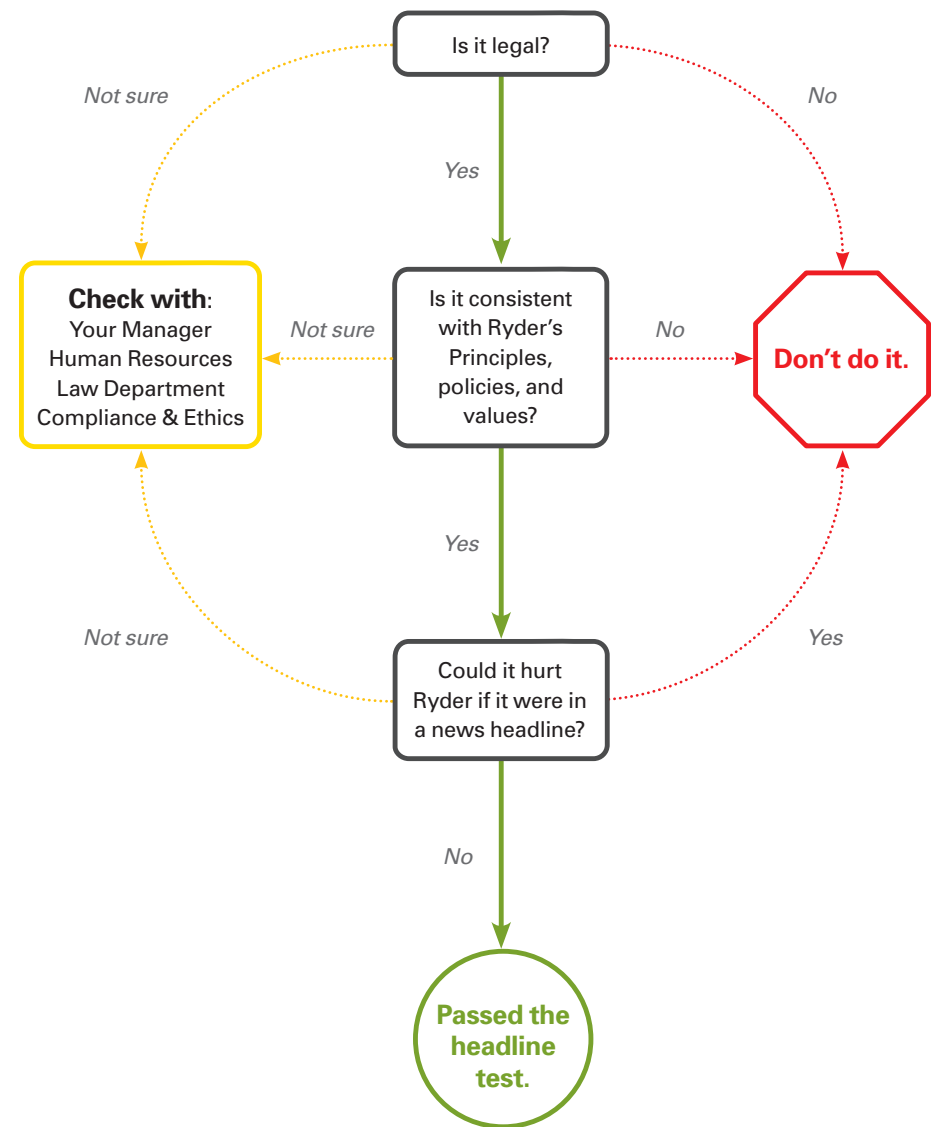 Is it legal?
Not sure
No
Yes
Check with:
Your Manager
Human Resources
Law Department
Compliance & Ethics
Not sure
Is it consistent
with Ryder’s
Principles,
policies, and
values?
No
Don’t do it.
Yes
Not sure
Yes
Could it hurt
Ryder if it were in
a news headline?
No
Passed the
headline
test.